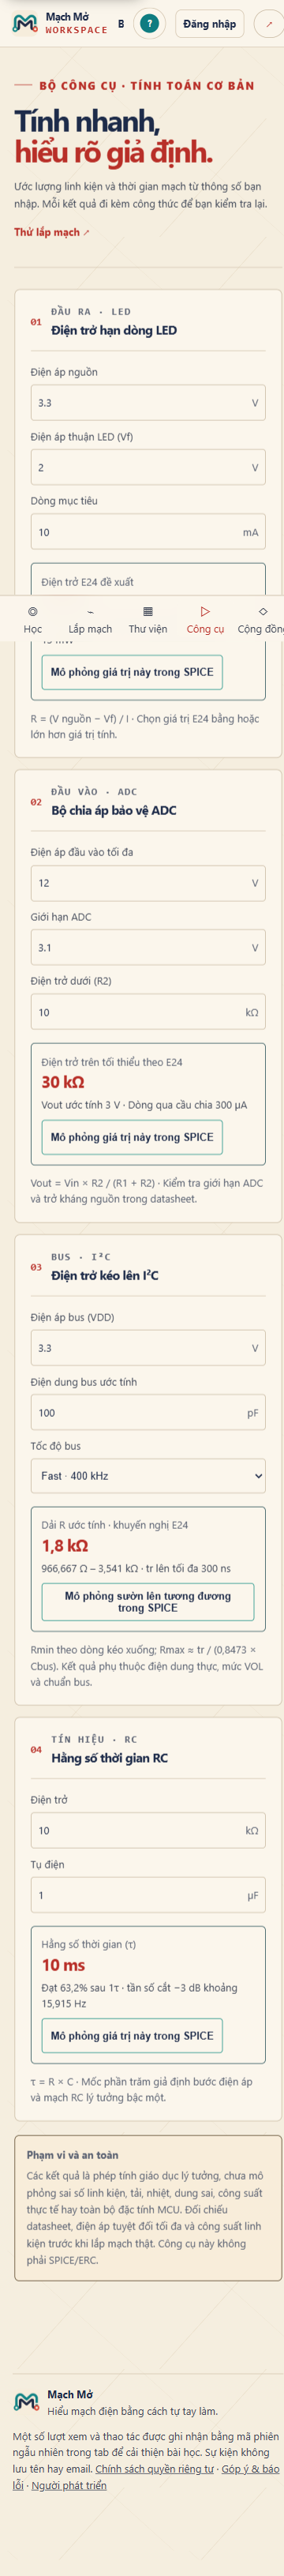 Mạch Mở
WORKSPACE
B
?
Đăng nhập
↗
BỘ CÔNG CỤ · TÍNH TOÁN CƠ BẢN
Tính nhanh,
hiểu rõ giả định.
Ước lượng linh kiện và thời gian mạch từ thông số bạn
nhập. Mỗi kết quả đi kèm công thức để bạn kiểm tra lại.
Thử lắp mạch ↗
01
ĐẦU RA · LED
Điện trở hạn dòng LED
Điện áp nguồn
3.3 V
Điện áp thuận LED (Vf)
2 V
Dòng mục tiêu
10 mA
Điện trở E24 đề xuất
Học
Lắp mạch
Thư viện
Công cụ
Cộng đồng
Mô phỏng giá trị này trong SPICE
R = (V nguồn − Vf) / I · Chọn giá trị E24 bằng hoặc
lớn hơn giá trị tính.
02
ĐẦU VÀO · ADC
Bộ chia áp bảo vệ ADC
Điện áp đầu vào tối đa
12 V
Giới hạn ADC
3.1 V
Điện trở dưới (R2)
10 kΩ
Điện trở trên tối thiểu theo E24
30 kΩ
Vout ước tính 3 V · Dòng qua cầu chia 300 µA
Mô phỏng giá trị này trong SPICE
Vout = Vin × R2 / (R1 + R2) · Kiểm tra giới hạn ADC
và trở kháng nguồn trong datasheet.
03
BUS · I²C
Điện trở kéo lên I²C
Điện áp bus (VDD)
3.3 V
Điện dung bus ước tính
100 pF
Tốc độ bus
Fast · 400 kHz
Dải R ước tính · khuyến nghị E24
1,8 kΩ
966,667 Ω – 3,541 kΩ · tr lên tối đa 300 ns
Mô phỏng sườn lên tương đương
trong SPICE
Rmin theo dòng kéo xuống; Rmax ≈ tr / (0,8473 ×
Cbus). Kết quả phụ thuộc điện dung thực, mức VOL
và chuẩn bus.
04
TÍN HIỆU · RC
Hằng số thời gian RC
Điện trở
10 kΩ
Tụ điện
1 µF
Hằng số thời gian (τ)
10 ms
Đạt 63,2% sau 1τ · tần số cắt −3 dB khoảng
15,915 Hz
Mô phỏng giá trị này trong SPICE
τ = R × C · Mốc phần trăm giả định bước điện áp
và mạch RC lý tưởng bậc một.
Phạm vi và an toàn
Các kết quả là phép tính giáo dục lý tưởng, chưa mô
phỏng sai số linh kiện, tải, nhiệt, dung sai, công suất
thực tế hay toàn bộ đặc tính MCU. Đối chiếu
datasheet, điện áp tuyệt đối tối đa và công suất linh
kiện trước khi lắp mạch thật. Công cụ này không
phải SPICE/ERC.
Mạch Mở
Hiểu mạch điện bằng cách tự tay làm.
Một số lượt xem và thao tác được ghi nhận bằng mã phiên
ngẫu nhiên trong tab để cải thiện bài học. Sự kiện không
lưu tên hay email. Chính sách quyền riêng tư · Góp ý & báo
lỗi · Người phát triển